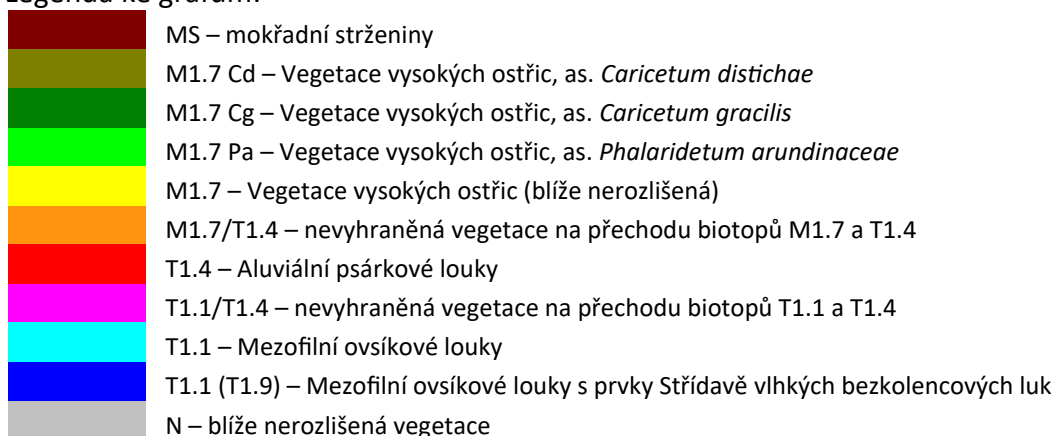 Legenda ke grafům:
MS – mokřadní strženiny
M1.7 Cd – Vegetace vysokých ostřic, as. Caricetum distichae
M1.7 Cg – Vegetace vysokých ostřic, as. Caricetum gracilis
M1.7 Pa – Vegetace vysokých ostřic, as. Phalaridetum arundinaceae
M1.7 – Vegetace vysokých ostřic (blíže nerozlišená)
M1.7/T1.4 – nevyhraněná vegetace na přechodu biotopů M1.7 a T1.4
T1.4 – Aluviální psárkové louky
T1.1/T1.4 – nevyhraněná vegetace na přechodu biotopů T1.1 a T1.4
T1.1 – Mezofilní ovsíkové louky
T1.1 (T1.9) – Mezofilní ovsíkové louky s prvky Střídavě vlhkých bezkolencových luk
N – blíže nerozlišená vegetace